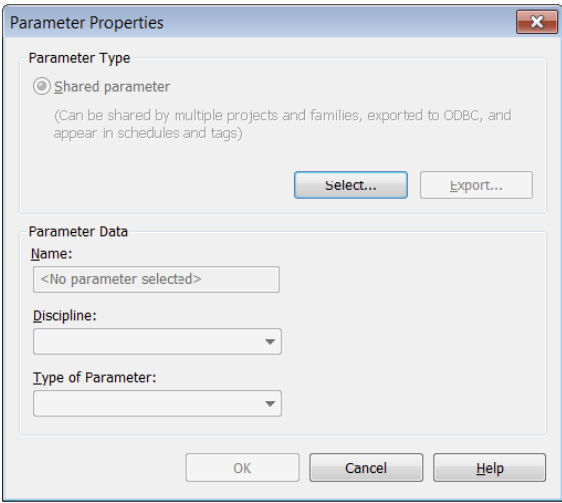 Parameter Properties
Parameter Type
Shared parameter
(Can be shared by multiple projects and families, exported to ODBC, and
appear in schedules and tags)
Select...
Export...
Parameter Data
Name:
<No parameter selected>
Discipline:
Type of Parameter:
OK
Cancel
Help